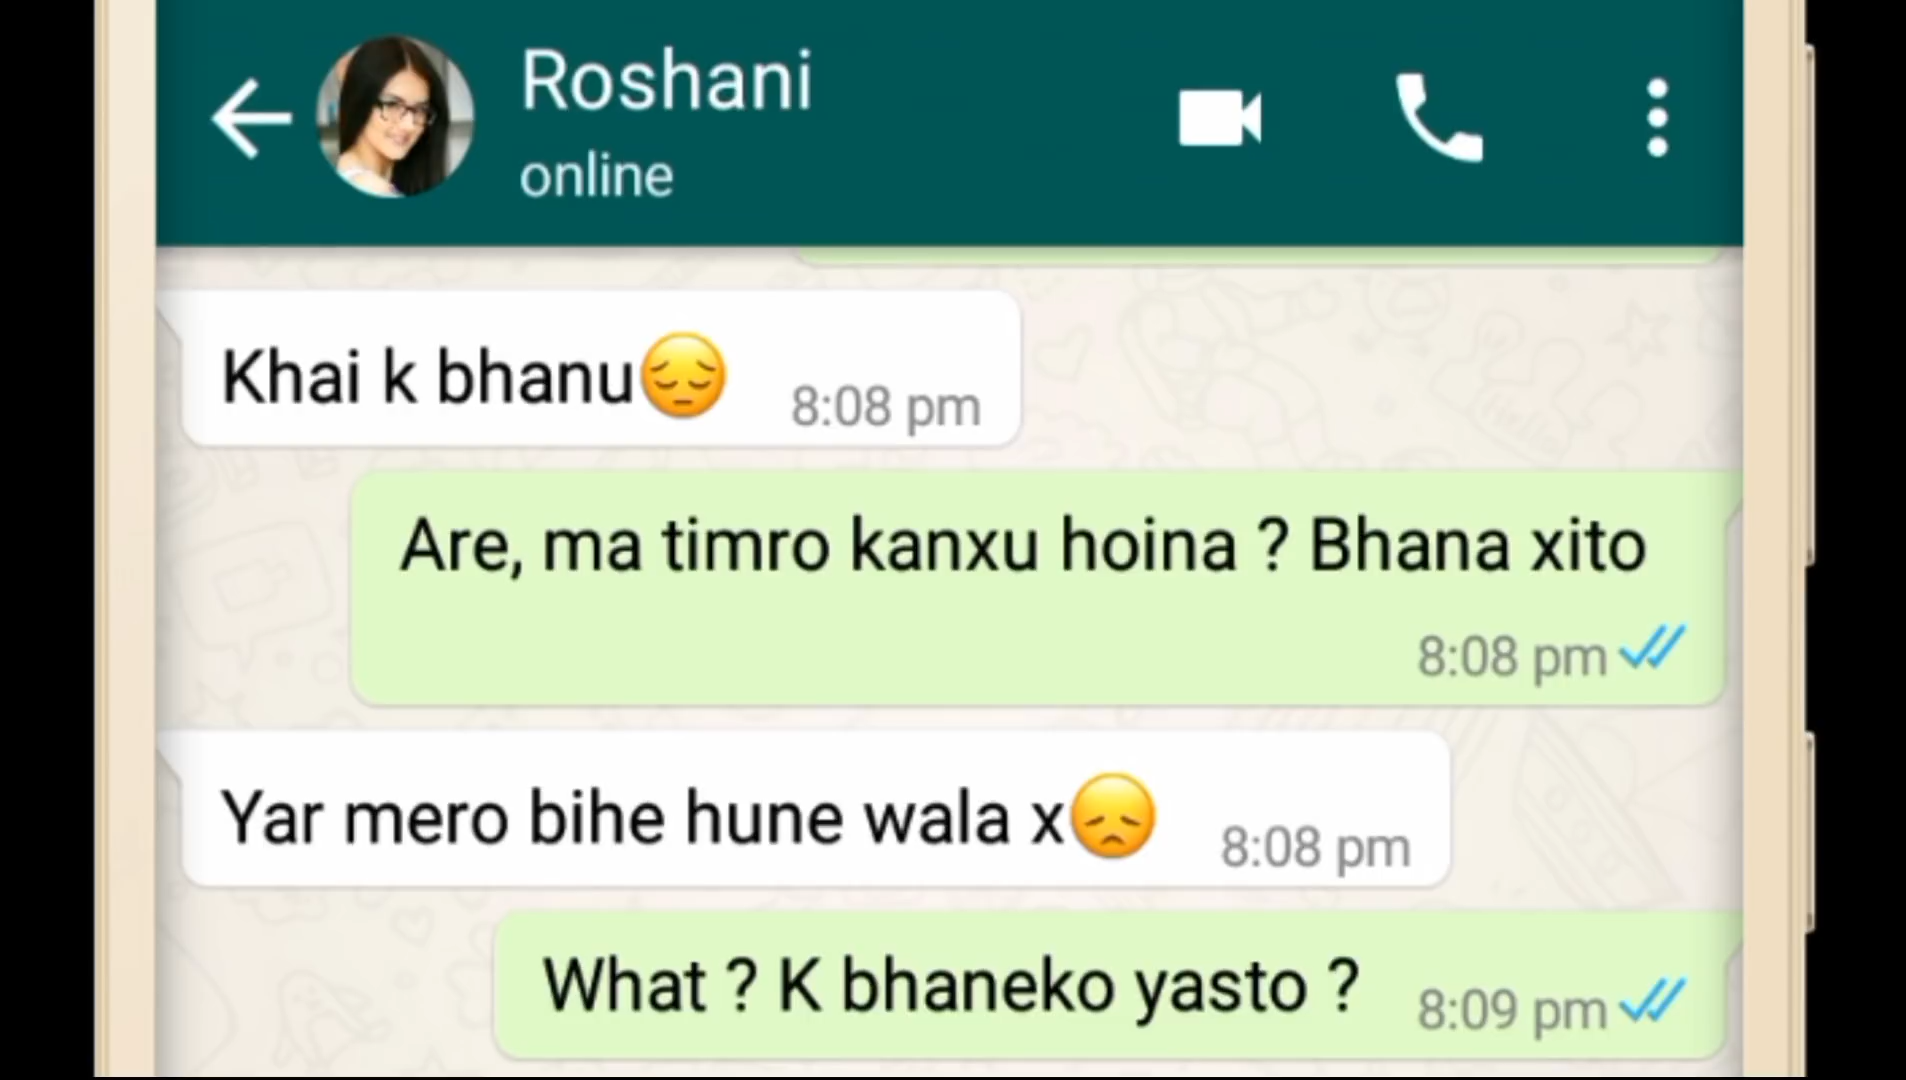 Roshani
online
Khai k bhanu😔 8:08 pm
Are, ma timro kanxu hoina ? Bhana xito
8:08 pm
Yar mero bihe hune wala x😞 8:08 pm
What ? K bhaneko yasto ? 8:09 pm